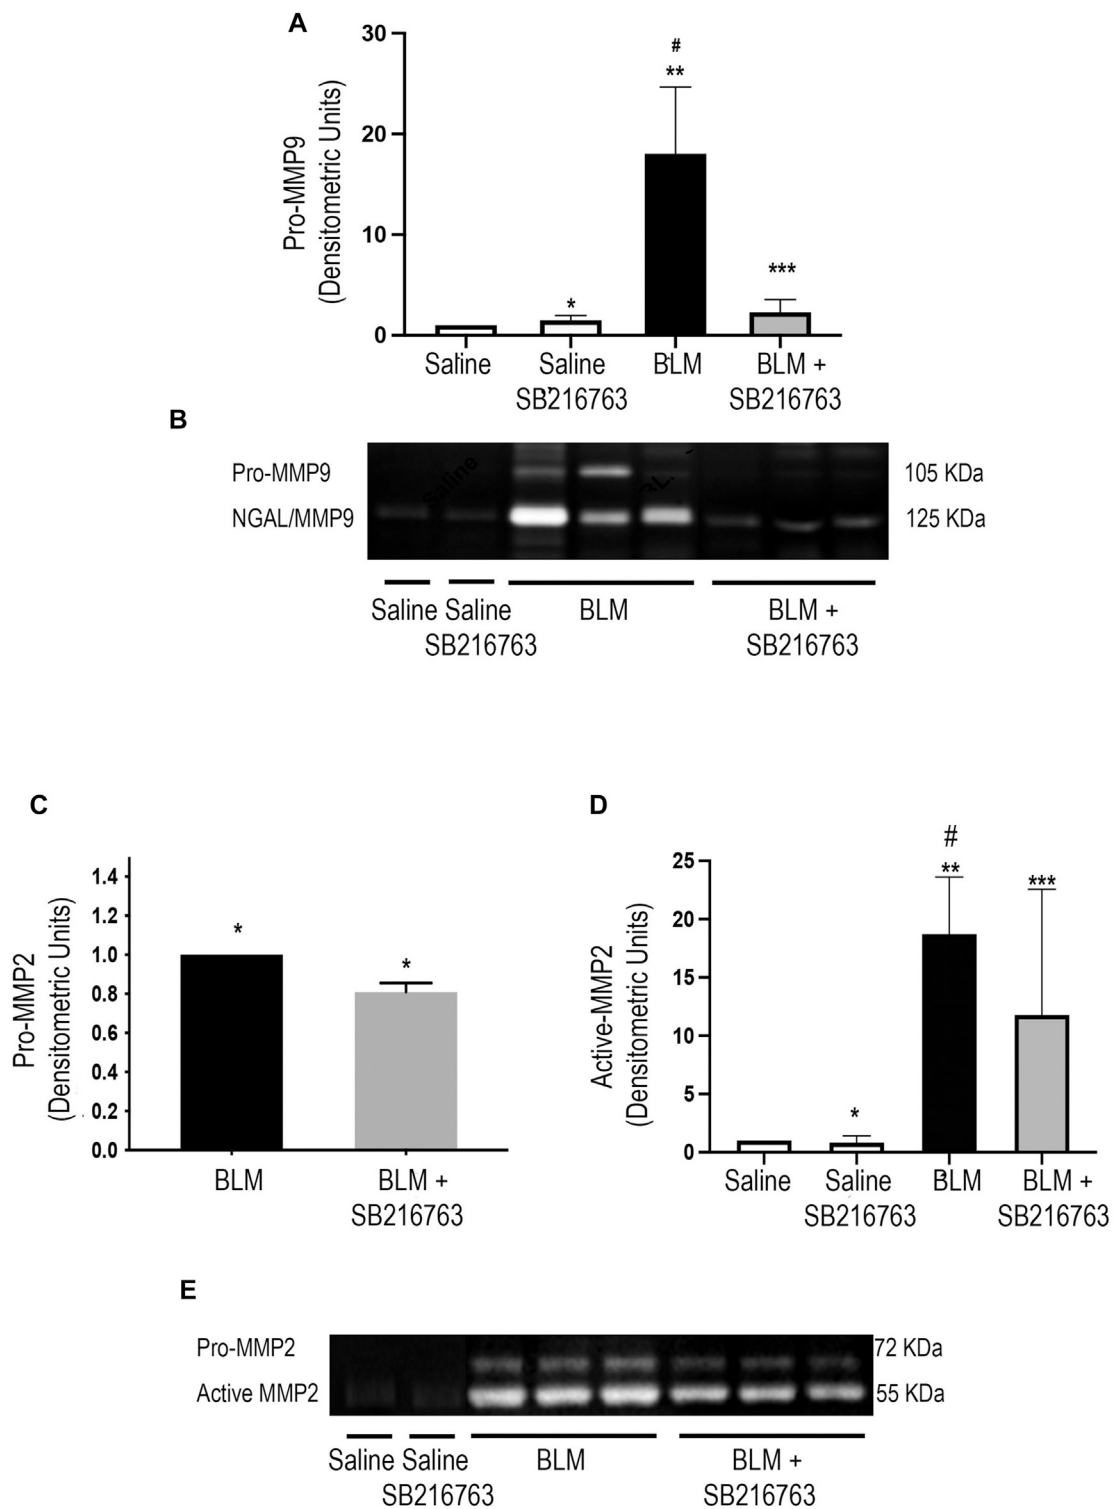 A
30
20
10
0
Pro-MMP9
(Densitometric Units)
#
**
*
***
Saline
Saline
SB216763
BLM
BLM +
SB216763
B
Pro-MMP9
105 KDa
NGAL/MMP9
125 KDa
Saline
Saline
Saline
SB216763
BLM
BLM +
SB216763
C
1.4
1.2
1.0
0.8
0.6
0.4
0.2
0.0
Pro-MMP2
(Densitometric Units)
*
*
BLM
BLM +
SB216763
D
25
20
15
10
5
0
Active-MMP2
(Densitometric Units)
#
**
***
*
Saline
Saline
SB216763
BLM
BLM +
SB216763
E
Pro-MMP2
72 KDa
Active MMP2
55 KDa
Saline
Saline
SB216763
BLM
BLM +
SB216763